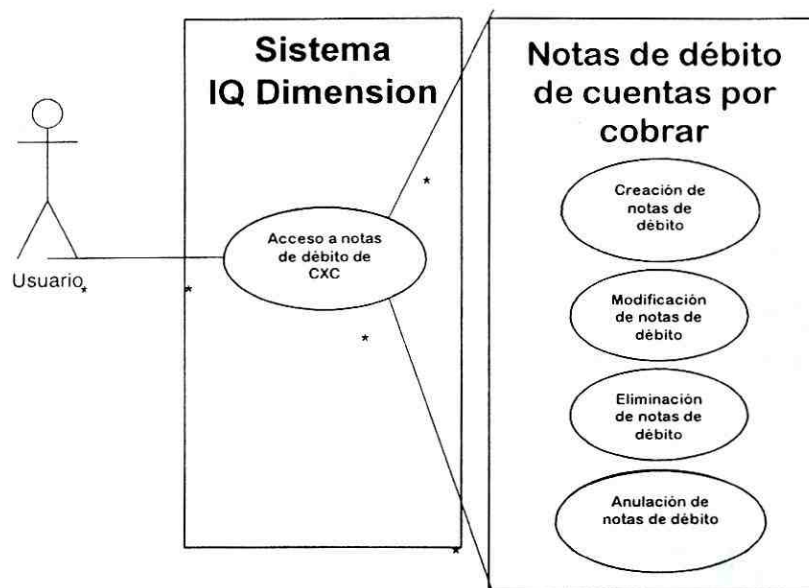 Sistema
IQ Dimension
Notas de débito
de cuentas por
cobrar
Usuario
*
*
Acceso a notas
de débito de
CXC
*
*
*
Creación de
notas de
débito
Modificación
de notas de
débito
Eliminación
de notas de
débito
Anulación de
notas de débito